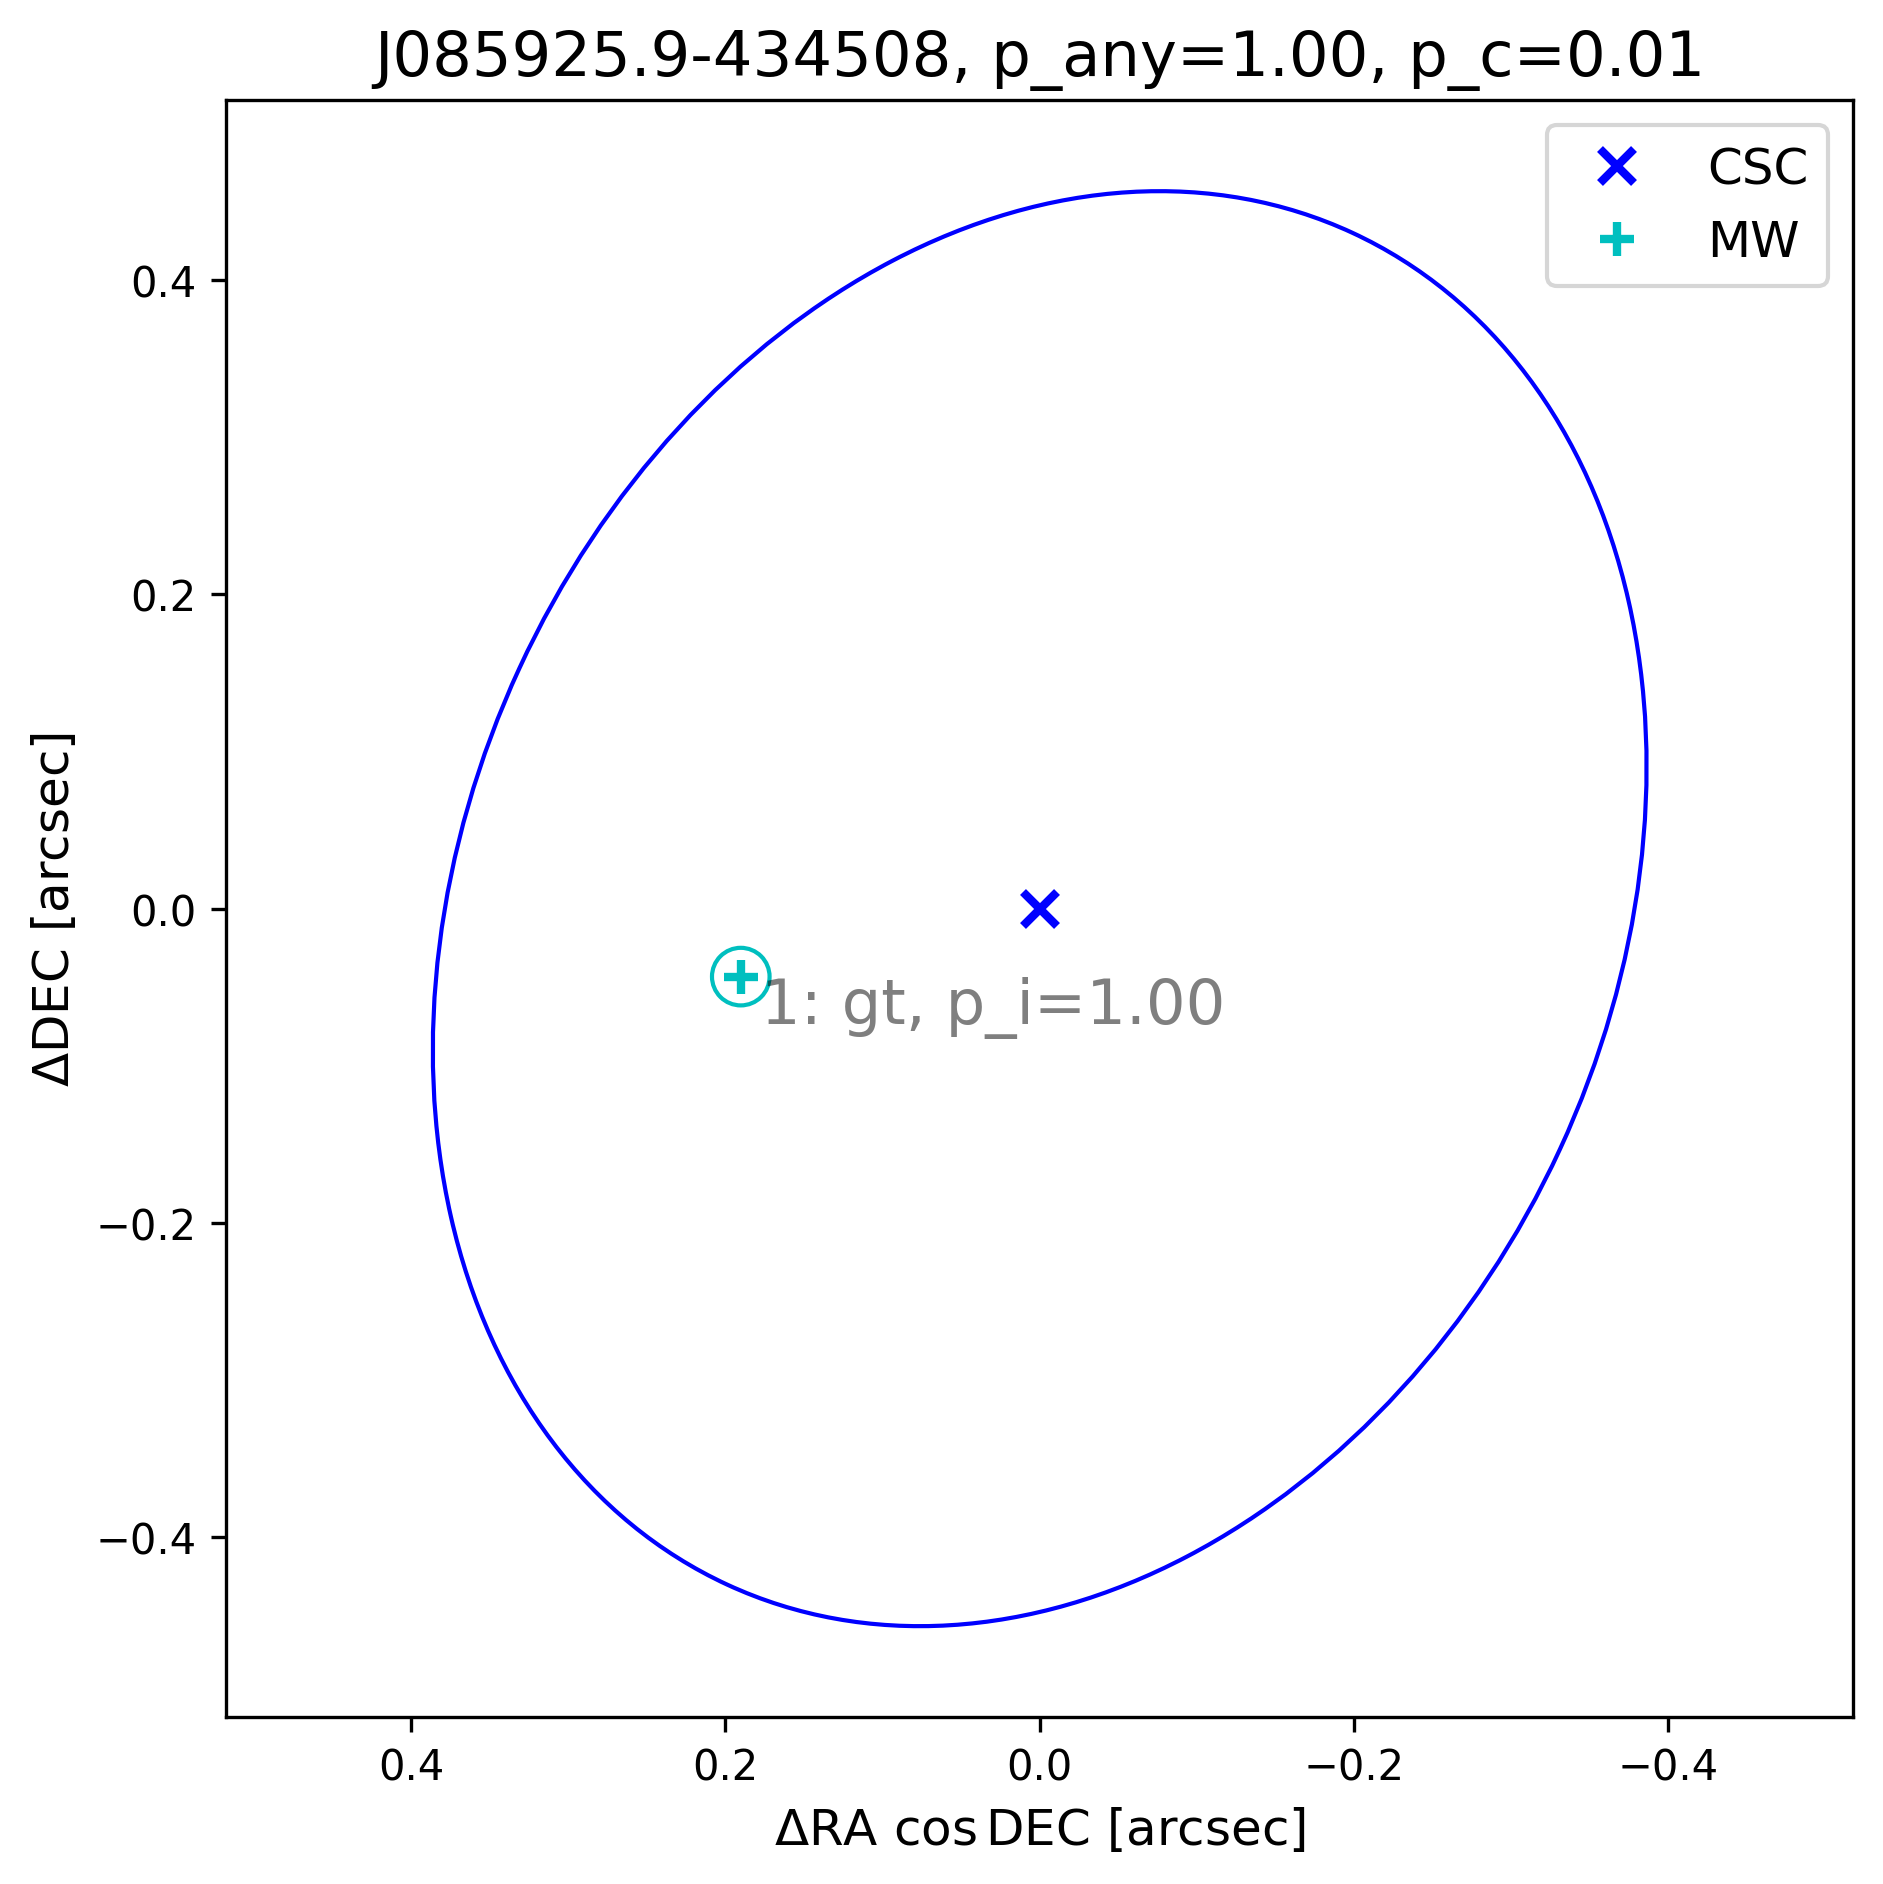 J085925.9-434508, p_any=1.00, p_c=0.01
CSC
MW
0.4
0.2
0.0
−0.2
−0.4
ΔDEC [arcsec]
1: gt, p_i=1.00
0.4 0.2 0.0 −0.2 −0.4
ΔRA cos DEC [arcsec]